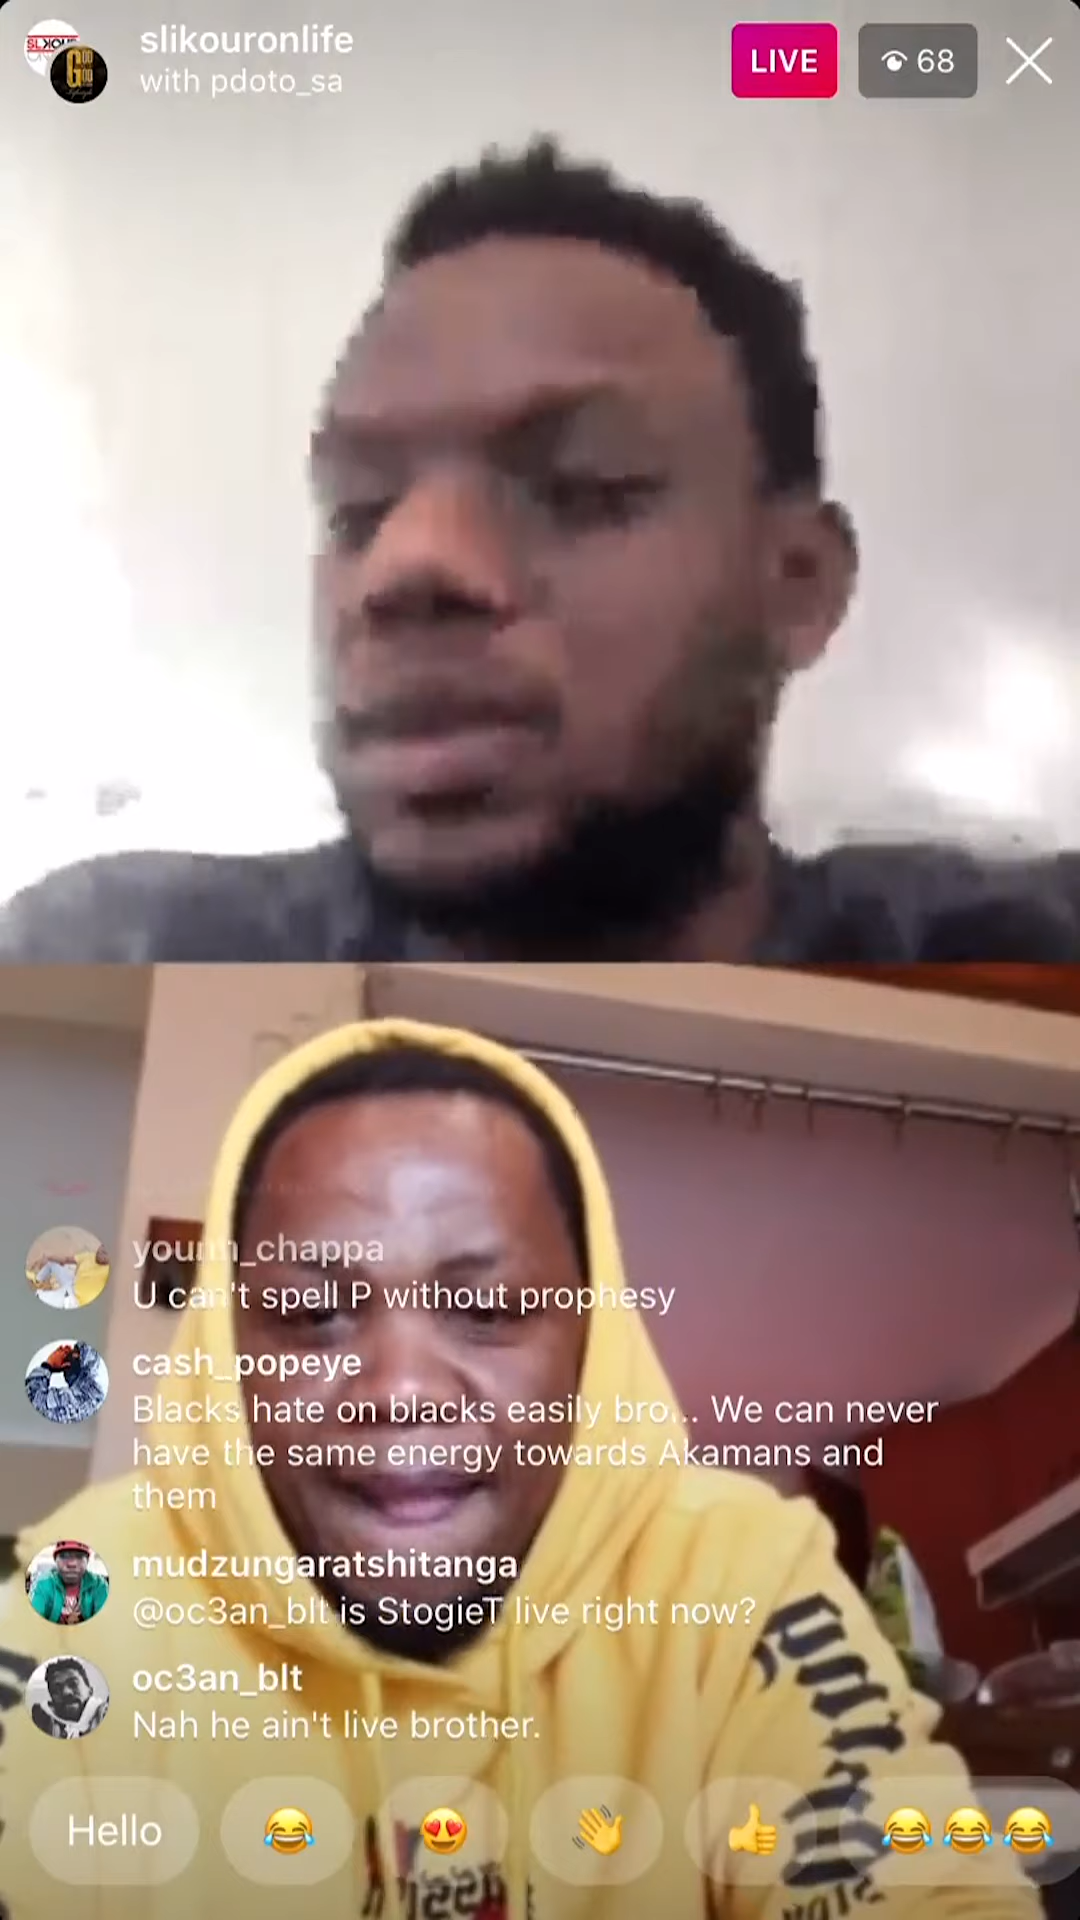 slikouronlife
with pdoto_sa
LIVE
68
younn_chappa
U can't spell P without prophesy
cash_popeye
Blacks hate on blacks easily bro... We can never
have the same energy towards Akamans and
them
mudzungaratshitanga
@oc3an_blt is StogieT live right now?
oc3an_blt
Nah he ain't live brother.
Hello 😂 😍 👋 👍 😂😂😂